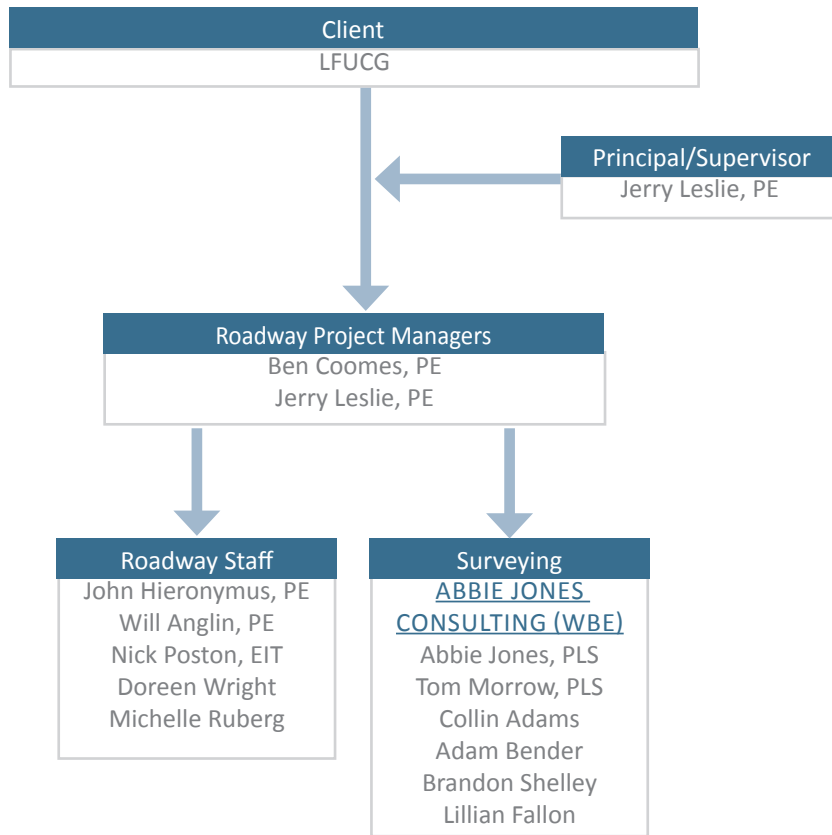 Client
LFUCG
Principal/Supervisor
Jerry Leslie, PE
Roadway Project Managers
Ben Coomes, PE
Jerry Leslie, PE
Roadway Staff
John Hieronymus, PE
Will Anglin, PE
Nick Poston, EIT
Doreen Wright
Michelle Ruberg
Surveying
ABBIE JONES
CONSULTING (WBE)
Abbie Jones, PLS
Tom Morrow, PLS
Collin Adams
Adam Bender
Brandon Shelley
Lillian Fallon